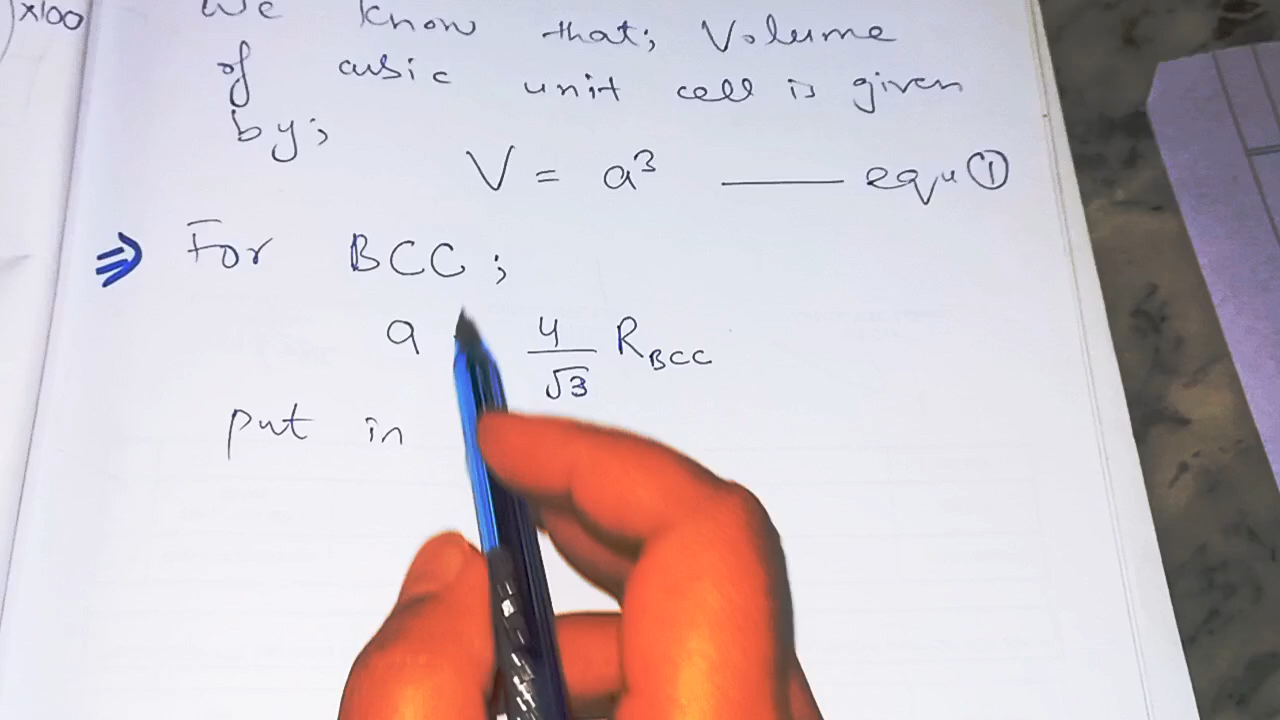 )×100
We know that; Volume
of cubic unit cell is given
by;
V = a³ —— equ ①
⇒ For BCC;
a 4/√3 R_BCC
put in